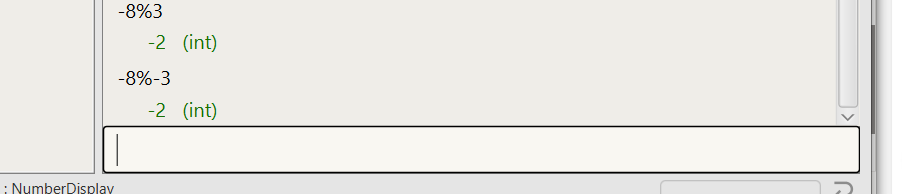 -8%3
-2 (int)
-8%-3
-2 (int)
: NumberDisplay